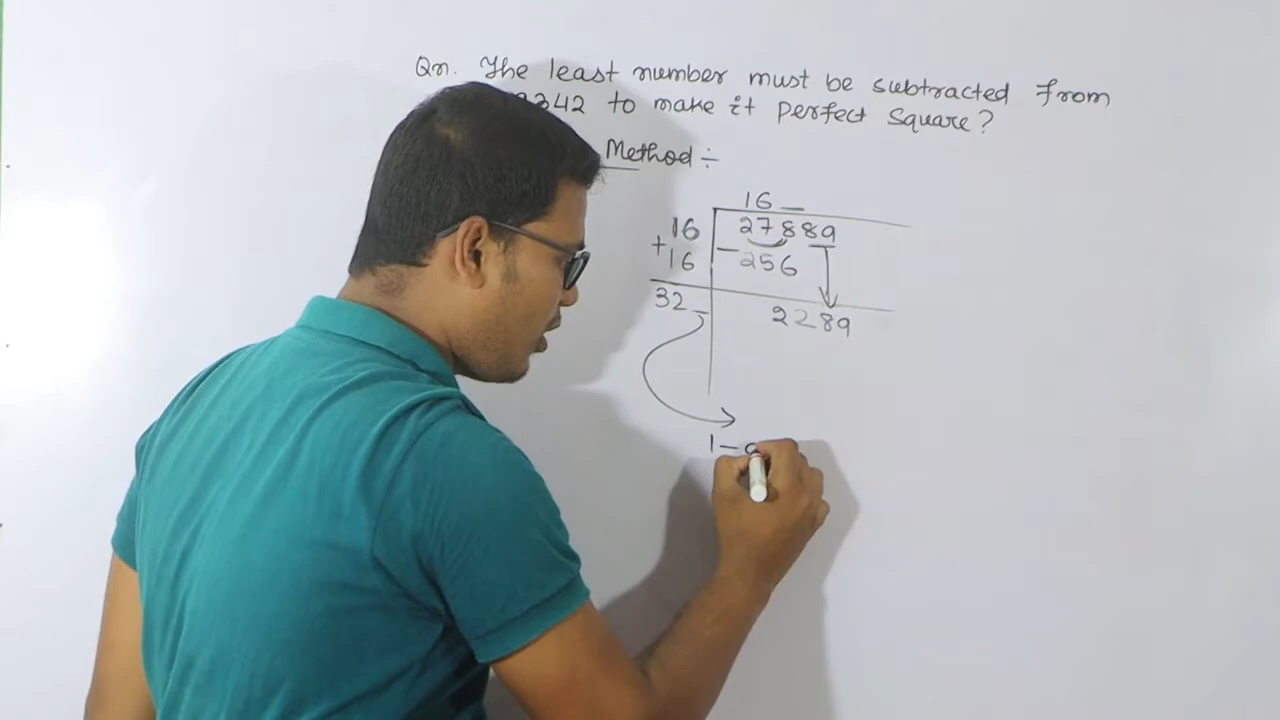 Qn. The least number must be subtracted from
342 to make it perfect square?
Method ÷
16 _
16 27889
+16 -256
32 _ 2289
1-